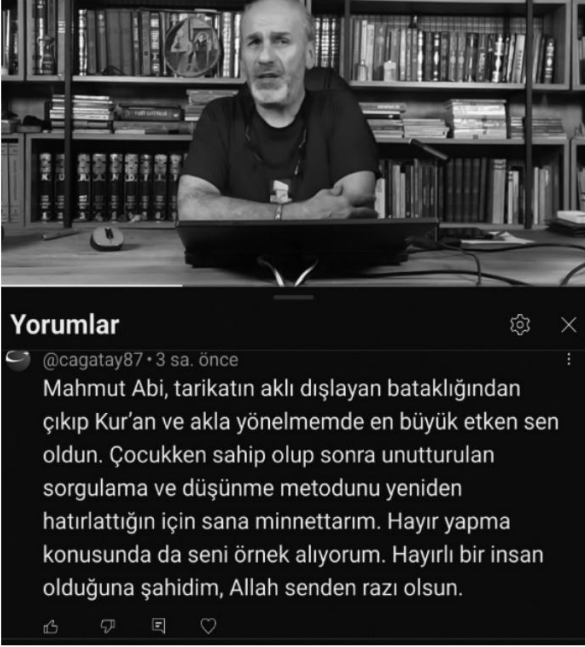 Yorumlar
@cagatay87 • 3 sa. önce
Mahmut Abi, tarikatın aklı dışlayan bataklığından
çıkıp Kur'an ve akla yönelmemde en büyük etken sen
oldun. Çocukken sahip olup sonra unutturulan
sorgulama ve düşünme metodunu yeniden
hatırlattığın için sana minnettarım. Hayır yapma
konusunda da seni örnek alıyorum. Hayırlı bir insan
olduğuna şahidim, Allah senden razı olsun.